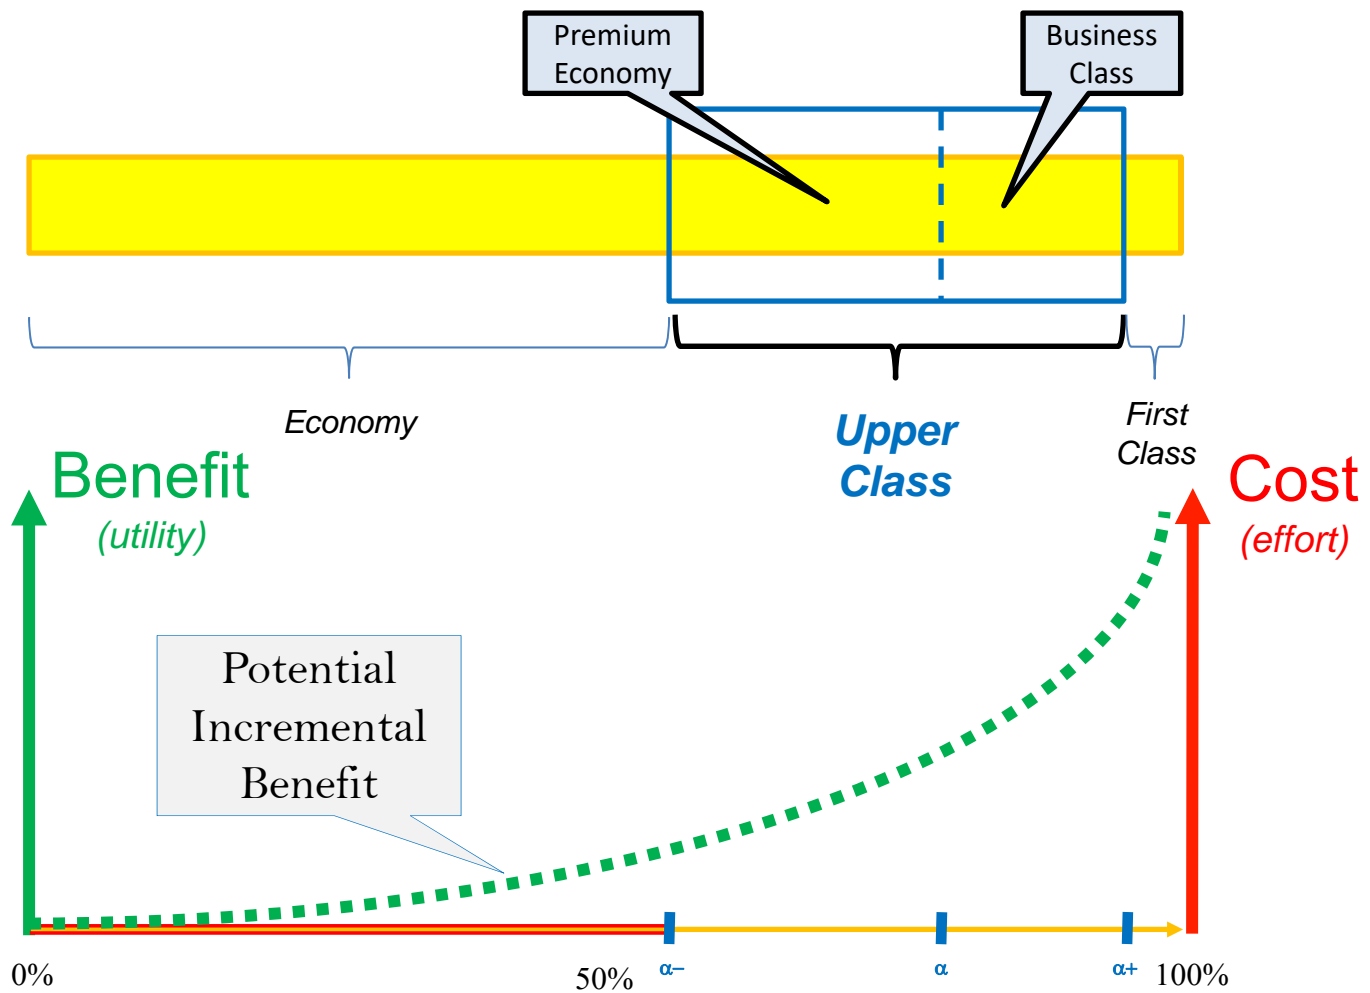 Premium
Economy
Business
Class
Economy
Upper
Class
First
Class
Benefit
(utility)
Cost
(effort)
Potential
Incremental
Benefit
0%
50%
α−
α
α+
100%